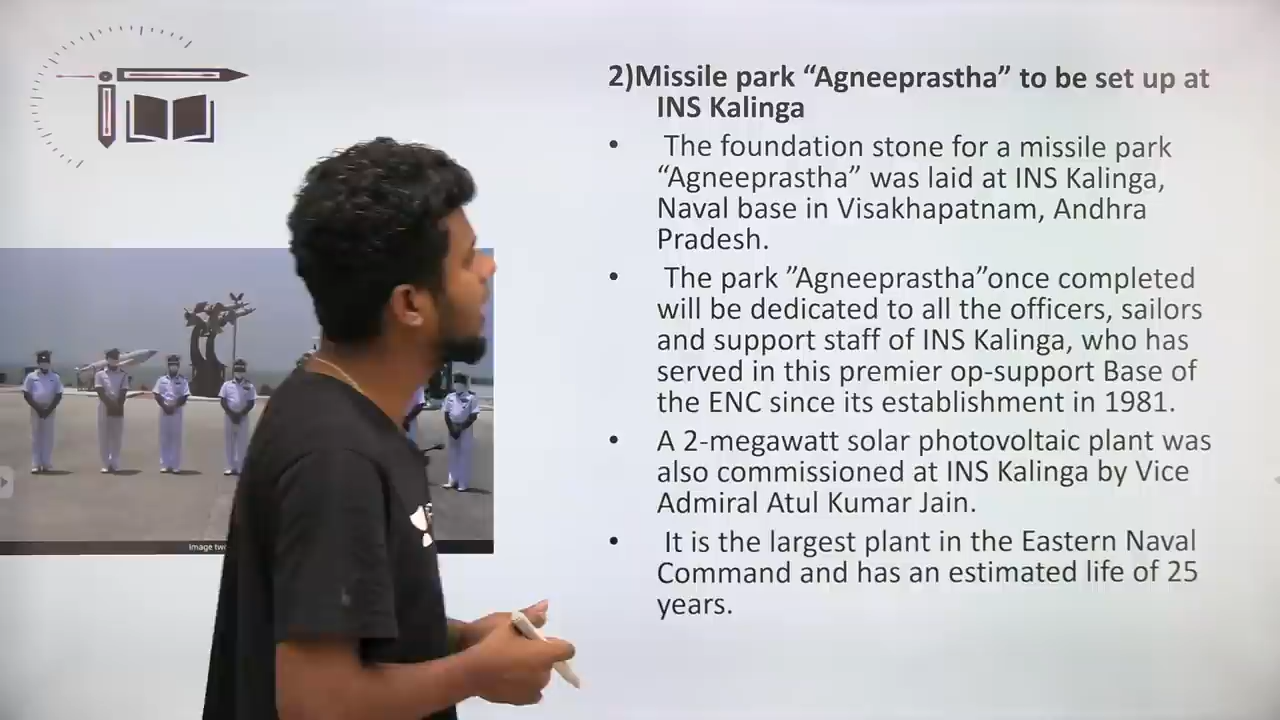 2)Missile park “Agneeprastha” to be set up at
INS Kalinga
• The foundation stone for a missile park
“Agneeprastha” was laid at INS Kalinga,
Naval base in Visakhapatnam, Andhra
Pradesh.
• The park ”Agneeprastha”once completed
will be dedicated to all the officers, sailors
and support staff of INS Kalinga, who has
served in this premier op-support Base of
the ENC since its establishment in 1981.
• A 2-megawatt solar photovoltaic plant was
also commissioned at INS Kalinga by Vice
Admiral Atul Kumar Jain.
• It is the largest plant in the Eastern Naval
Command and has an estimated life of 25
years.
Image